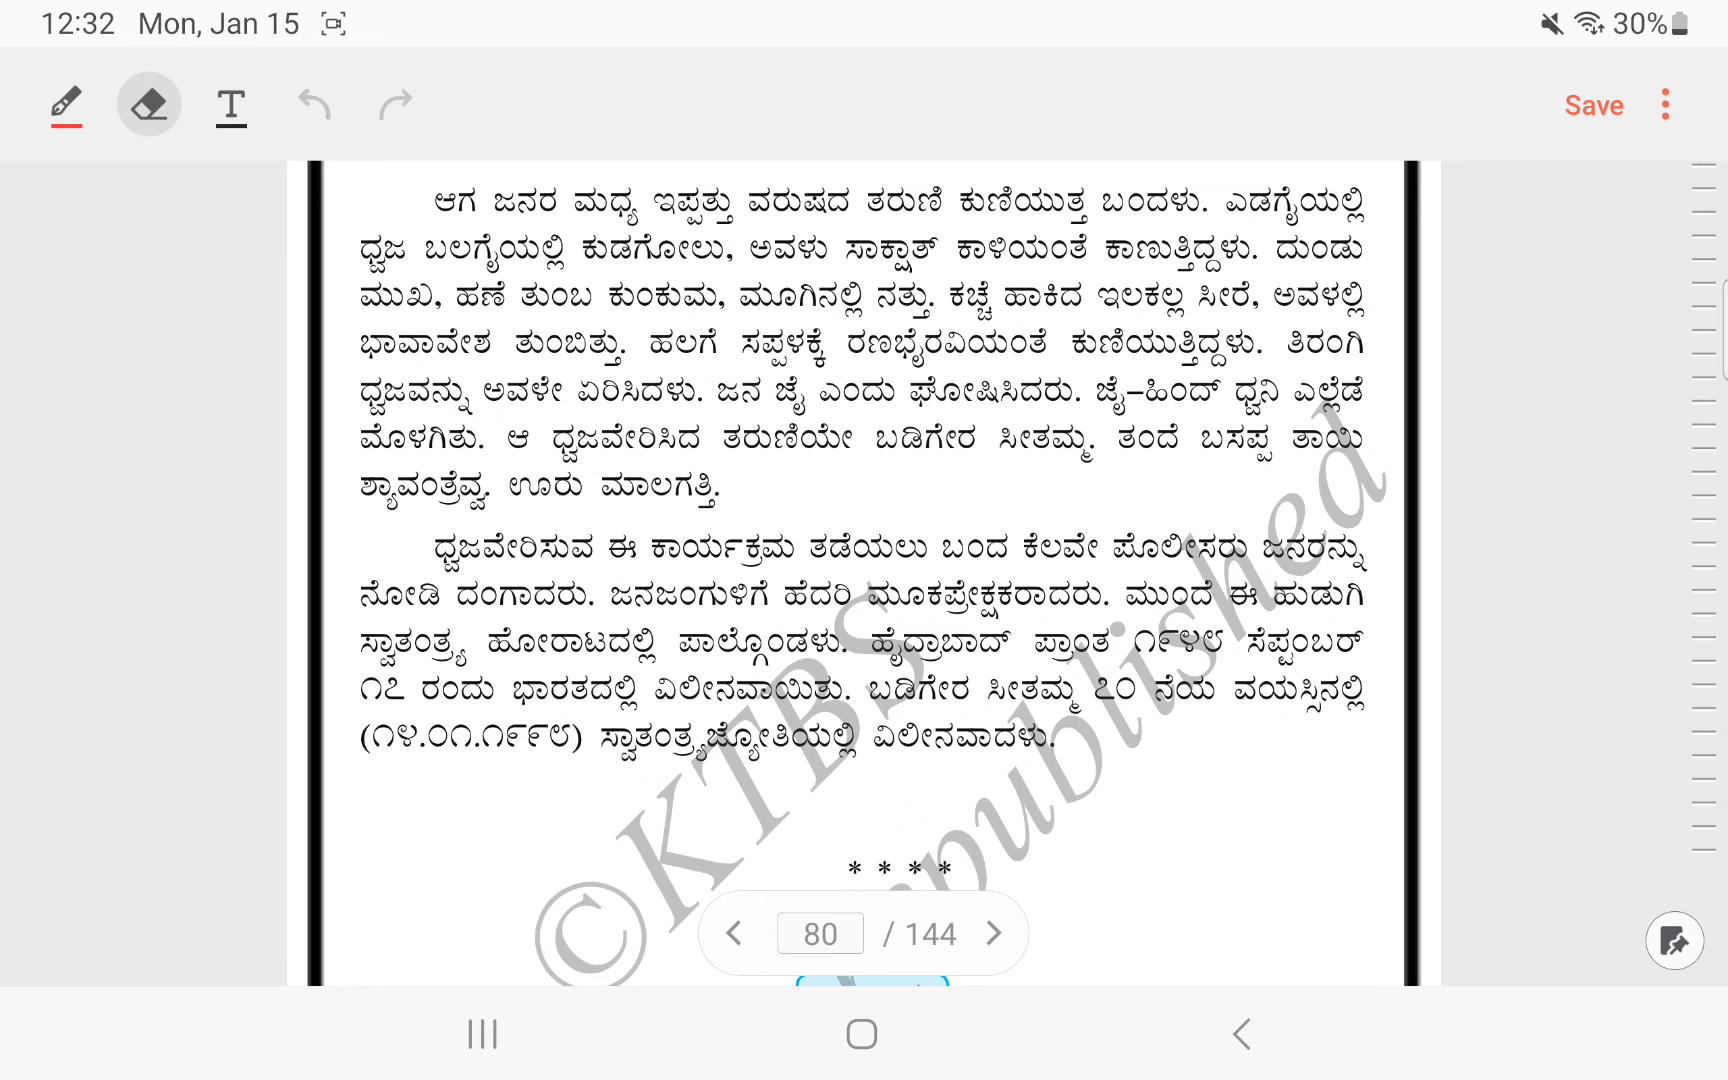 12:32 Mon, Jan 15
30%
T
Save
ಆಗ ಜನರ ಮಧ್ಯ ಇಪ್ಪತ್ತು ವರುಷದ ತರುಣಿ ಕುಣಿಯುತ್ತ ಬಂದಳು. ಎಡಗೈಯಲ್ಲಿ
ಧ್ವಜ ಬಲಗೈಯಲ್ಲಿ ಕುಡಗೋಲು, ಅವಳು ಸಾಕ್ಷಾತ್ ಕಾಳಿಯಂತೆ ಕಾಣುತ್ತಿದ್ದಳು. ದುಂಡು
ಮುಖ, ಹಣೆ ತುಂಬ ಕುಂಕುಮ, ಮೂಗಿನಲ್ಲಿ ನತ್ತು. ಕಚ್ಚೆ ಹಾಕಿದ ಇಲಕಲ್ಲ ಸೀರೆ, ಅವಳಲ್ಲಿ
ಭಾವಾವೇಶ ತುಂಬಿತ್ತು. ಹಲಗೆ ಸಪ್ಪಳಕ್ಕೆ ರಣಭೈರವಿಯಂತೆ ಕುಣಿಯುತ್ತಿದ್ದಳು. ತಿರಂಗಿ
ಧ್ವಜವನ್ನು ಅವಳೇ ಏರಿಸಿದಳು. ಜನ ಜೈ ಎಂದು ಘೋಷಿಸಿದರು. ಜೈ-ಹಿಂದ್ ಧ್ವನಿ ಎಲ್ಲೆಡೆ
ಮೊಳಗಿತು. ಆ ಧ್ವಜವೇರಿಸಿದ ತರುಣಿಯೇ ಬಡಿಗೇರ ಸೀತಮ್ಮ. ತಂದೆ ಬಸಪ್ಪ ತಾಯಿ
ಶ್ಯಾವಂತ್ರೆವ್ವ. ಊರು ಮಾಲಗತ್ತಿ.
ಧ್ವಜವೇರಿಸುವ ಈ ಕಾರ್ಯಕ್ರಮ ತಡೆಯಲು ಬಂದ ಕೆಲವೇ ಪೊಲೀಸರು ಜನರನ್ನು
ನೋಡಿ ದಂಗಾದರು. ಜನಜಂಗುಳಿಗೆ ಹೆದರಿ ಮೂಕಪ್ರೇಕ್ಷಕರಾದರು. ಮುಂದೆ ಈ ಹುಡುಗಿ
ಸ್ವಾತಂತ್ರ್ಯ ಹೋರಾಟದಲ್ಲಿ ಪಾಲ್ಗೊಂಡಳು. ಹೈದ್ರಾಬಾದ್ ಪ್ರಾಂತ ೧೯೪೮ ಸೆಪ್ಟಂಬರ್
೧೭ ರಂದು ಭಾರತದಲ್ಲಿ ವಿಲೀನವಾಯಿತು. ಬಡಿಗೇರ ಸೀತಮ್ಮ ೭೦ ನೆಯ ವಯಸ್ಸಿನಲ್ಲಿ
(೧೪.೦೧.೧೯೯೮) ಸ್ವಾತಂತ್ರ್ಯಜ್ಯೋತಿಯಲ್ಲಿ ವಿಲೀನವಾದಳು.
* * * *
©KTBS
published
80 / 144